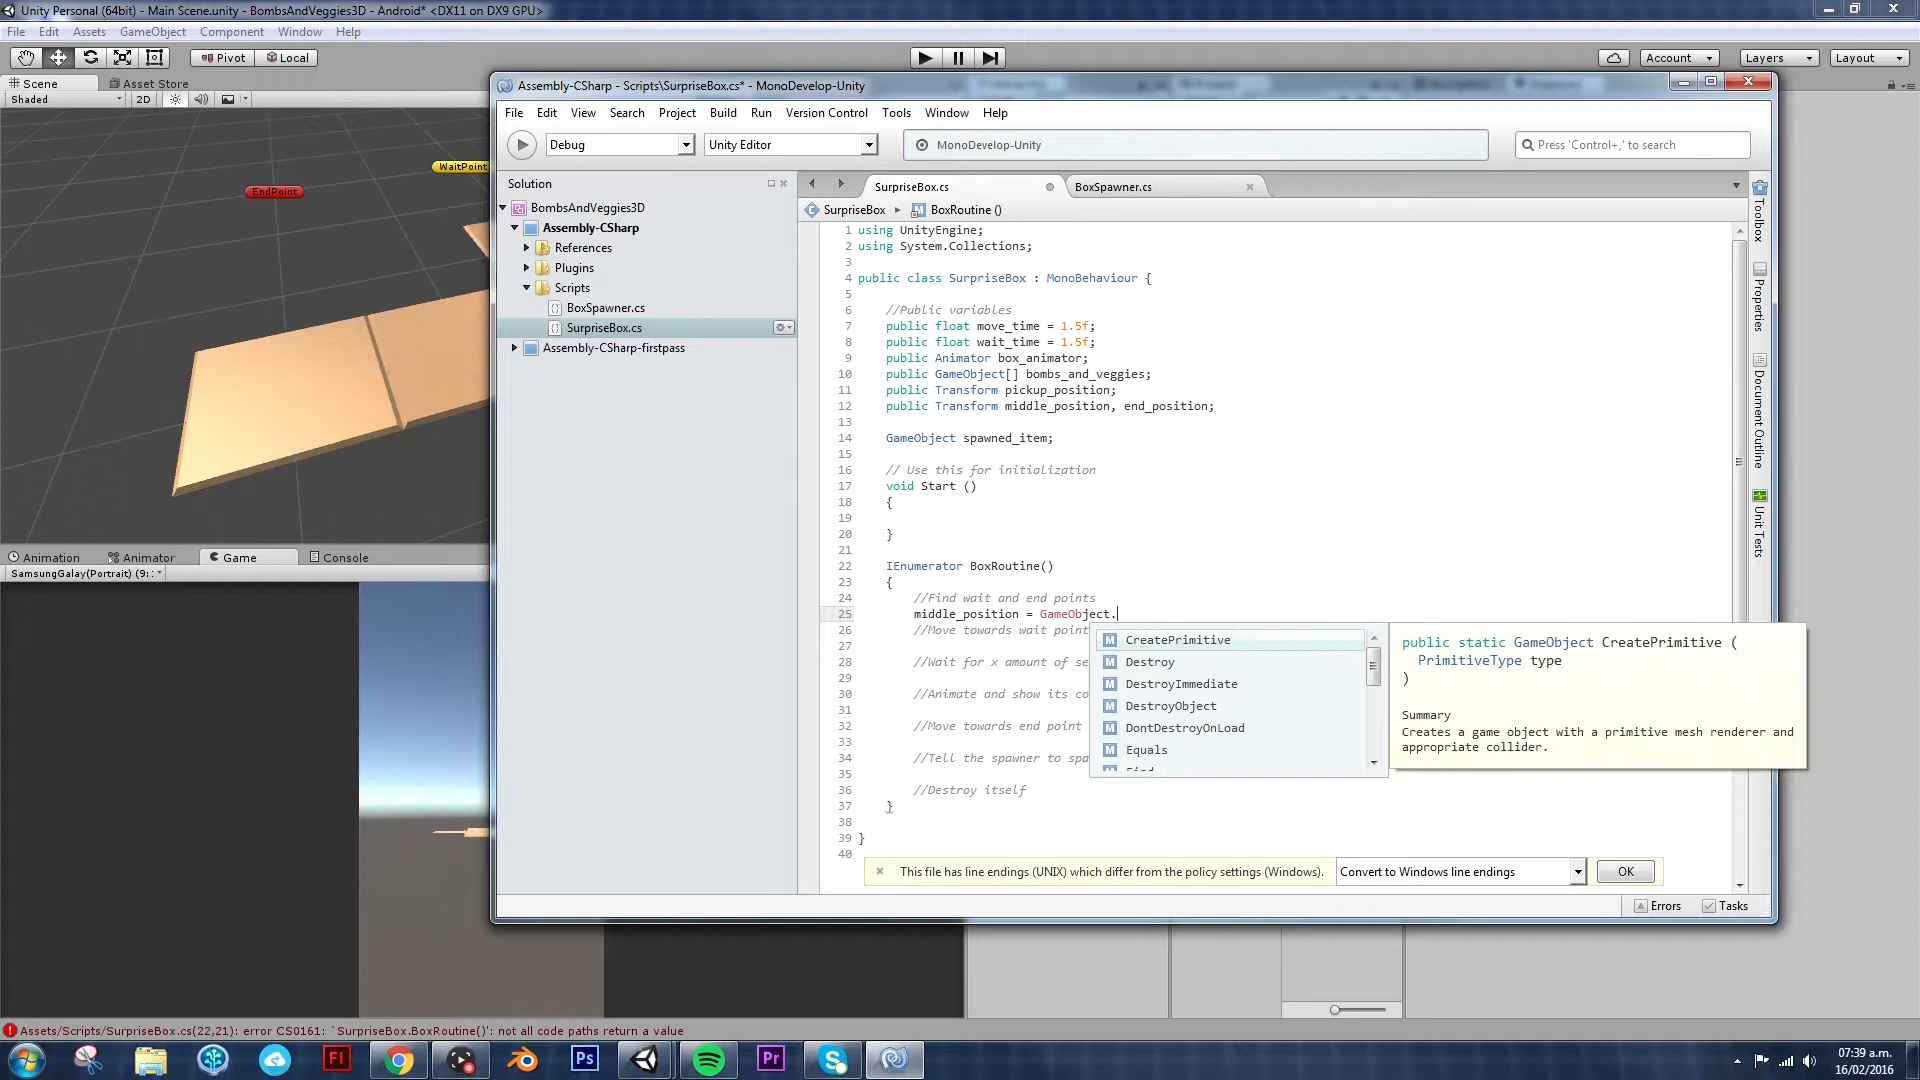 Unity Personal (64bit) - Main Scene.unity - BombsAndVeggies3D - Android* <DX11 on DX9 GPU>
File Edit Assets GameObject Component Window Help
Pivot Local Account Layers Layout
Scene Asset Store
Shaded 2D
WaitPoint
EndPoint
Assembly-CSharp - Scripts\SurpriseBox.cs* - MonoDevelop-Unity
File Edit View Search Project Build Run Version Control Tools Window Help
Debug Unity Editor MonoDevelop-Unity Press 'Control+,' to search
Solution
BombsAndVeggies3D
Assembly-CSharp
References
Plugins
Scripts
BoxSpawner.cs
SurpriseBox.cs
Assembly-CSharp-firstpass
SurpriseBox.cs BoxSpawner.cs
SurpriseBox BoxRoutine ()
1 using UnityEngine;
2 using System.Collections;
3
4 public class SurpriseBox : MonoBehaviour {
5
6 //Public variables
7 public float move_time = 1.5f;
8 public float wait_time = 1.5f;
9 public Animator box_animator;
10 public GameObject[] bombs_and_veggies;
11 public Transform pickup_position;
12 public Transform middle_position, end_position;
13
14 GameObject spawned_item;
15
16 // Use this for initialization
17 void Start ()
18 {
19
20 }
21
22 IEnumerator BoxRoutine()
23 {
24 //Find wait and end points
25 middle_position = GameObject.
26 //Move towards wait point
27
28 //Wait for x amount of se
29
30 //Animate and show its co
31
32 //Move towards end point
33
34 //Tell the spawner to spa
35
36 //Destroy itself
37 }
38
39 }
40
CreatePrimitive
Destroy
DestroyImmediate
DestroyObject
DontDestroyOnLoad
Equals
Find
public static GameObject CreatePrimitive (
PrimitiveType type
)
Summary
Creates a game object with a primitive mesh renderer and
appropriate collider.
This file has line endings (UNIX) which differ from the policy settings (Windows). Convert to Windows line endings OK
Errors Tasks
Toolbox
Properties
Document Outline
Unit Tests
Animation Animator Game Console
SamsungGalay(Portrait) (9:
Assets/Scripts/SurpriseBox.cs(22,21): error CS0161: `SurpriseBox.BoxRoutine()': not all code paths return a value
Fl
Ps
Pr
07:39 a.m.
16/02/2016